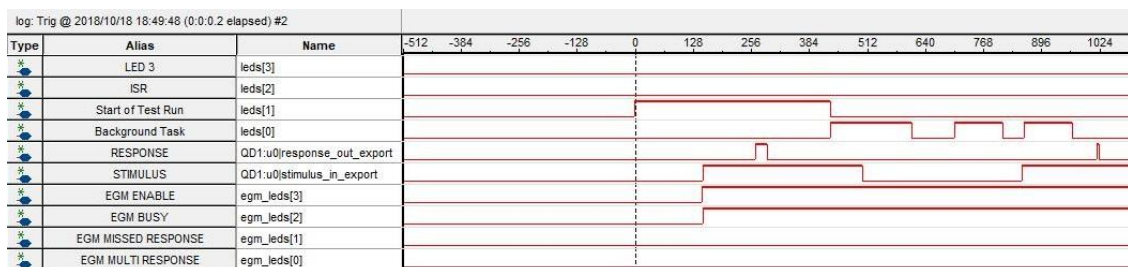 log: Trig @ 2018/10/18 18:49:48 (0:0:0.2 elapsed) #2
Type Alias Name -512 -384 -256 -128 0 128 256 384 512 640 768 896 1024
LED 3 leds[3]
ISR leds[2]
Start of Test Run leds[1]
Background Task leds[0]
RESPONSE QD1:u0|response_out_export
STIMULUS QD1:u0|stimulus_in_export
EGM ENABLE egm_leds[3]
EGM BUSY egm_leds[2]
EGM MISSED RESPONSE egm_leds[1]
EGM MULTI RESPONSE egm_leds[0]